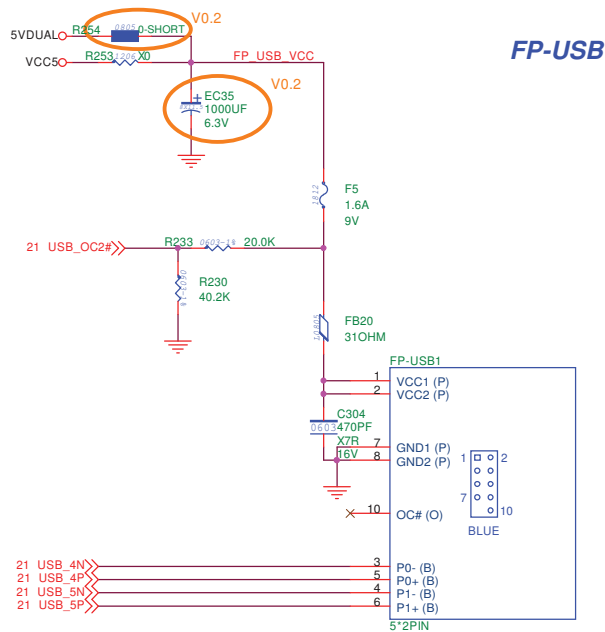 V0.2
R254 0805 0-SHORT
5VDUAL
FP-USB
R253 1206 X0
VCC5
FP_USB_VCC
V0.2
EC35
1000UF
6.3V
1812
F5
1.6A
9V
R233 0603-1% 20.0K
21 USB_OC2#
0603-1%
R230
40.2K
L0805
FB20
31OHM
FP-USB1
1 VCC1 (P)
2 VCC2 (P)
C304
0603 470PF
X7R
16V
7 GND1 (P)
8 GND2 (P)
1 2
7
10
BLUE
10 OC# (O)
21 USB_4N 3 P0- (B)
21 USB_4P 5 P0+ (B)
21 USB_5N 4 P1- (B)
21 USB_5P 6 P1+ (B)
5*2PIN